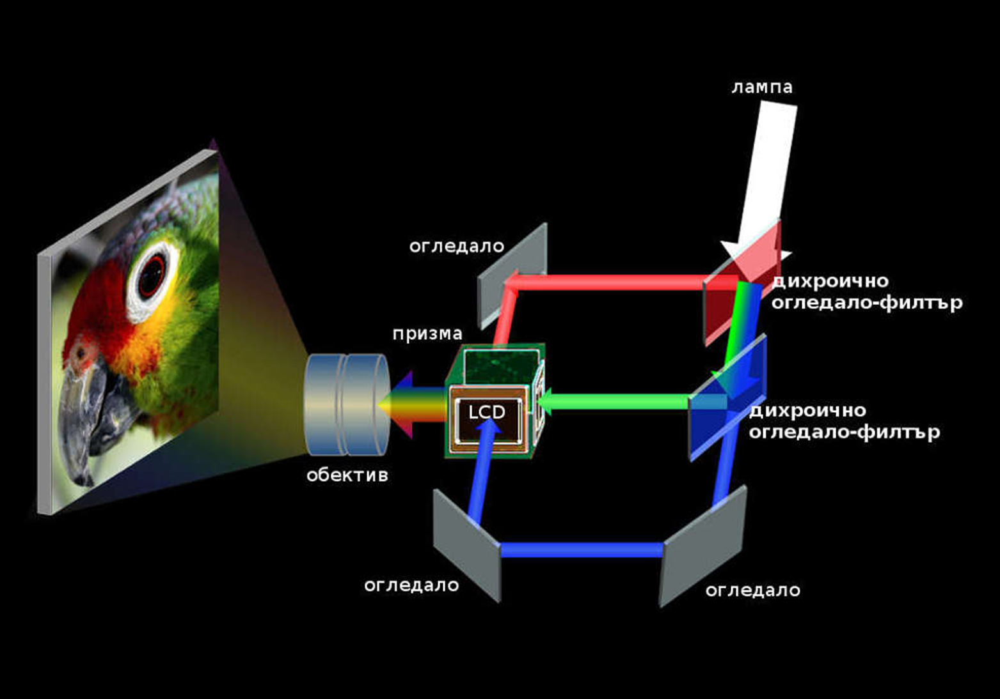 лампа
огледало
дихроично
огледало-филтър
призма
LCD
дихроично
огледало-филтър
обектив
огледало
огледало